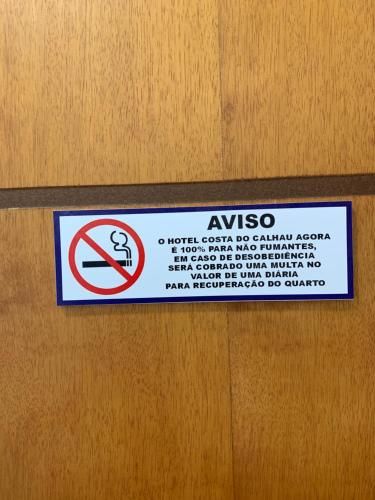 AVISO
O HOTEL COSTA DO CALHAU AGORA
É 100% PARA NÃO FUMANTES,
EM CASO DE DESOBEDIÊNCIA
SERÁ COBRADO UMA MULTA NO
VALOR DE UMA DIÁRIA
PARA RECUPERAÇÃO DO QUARTO